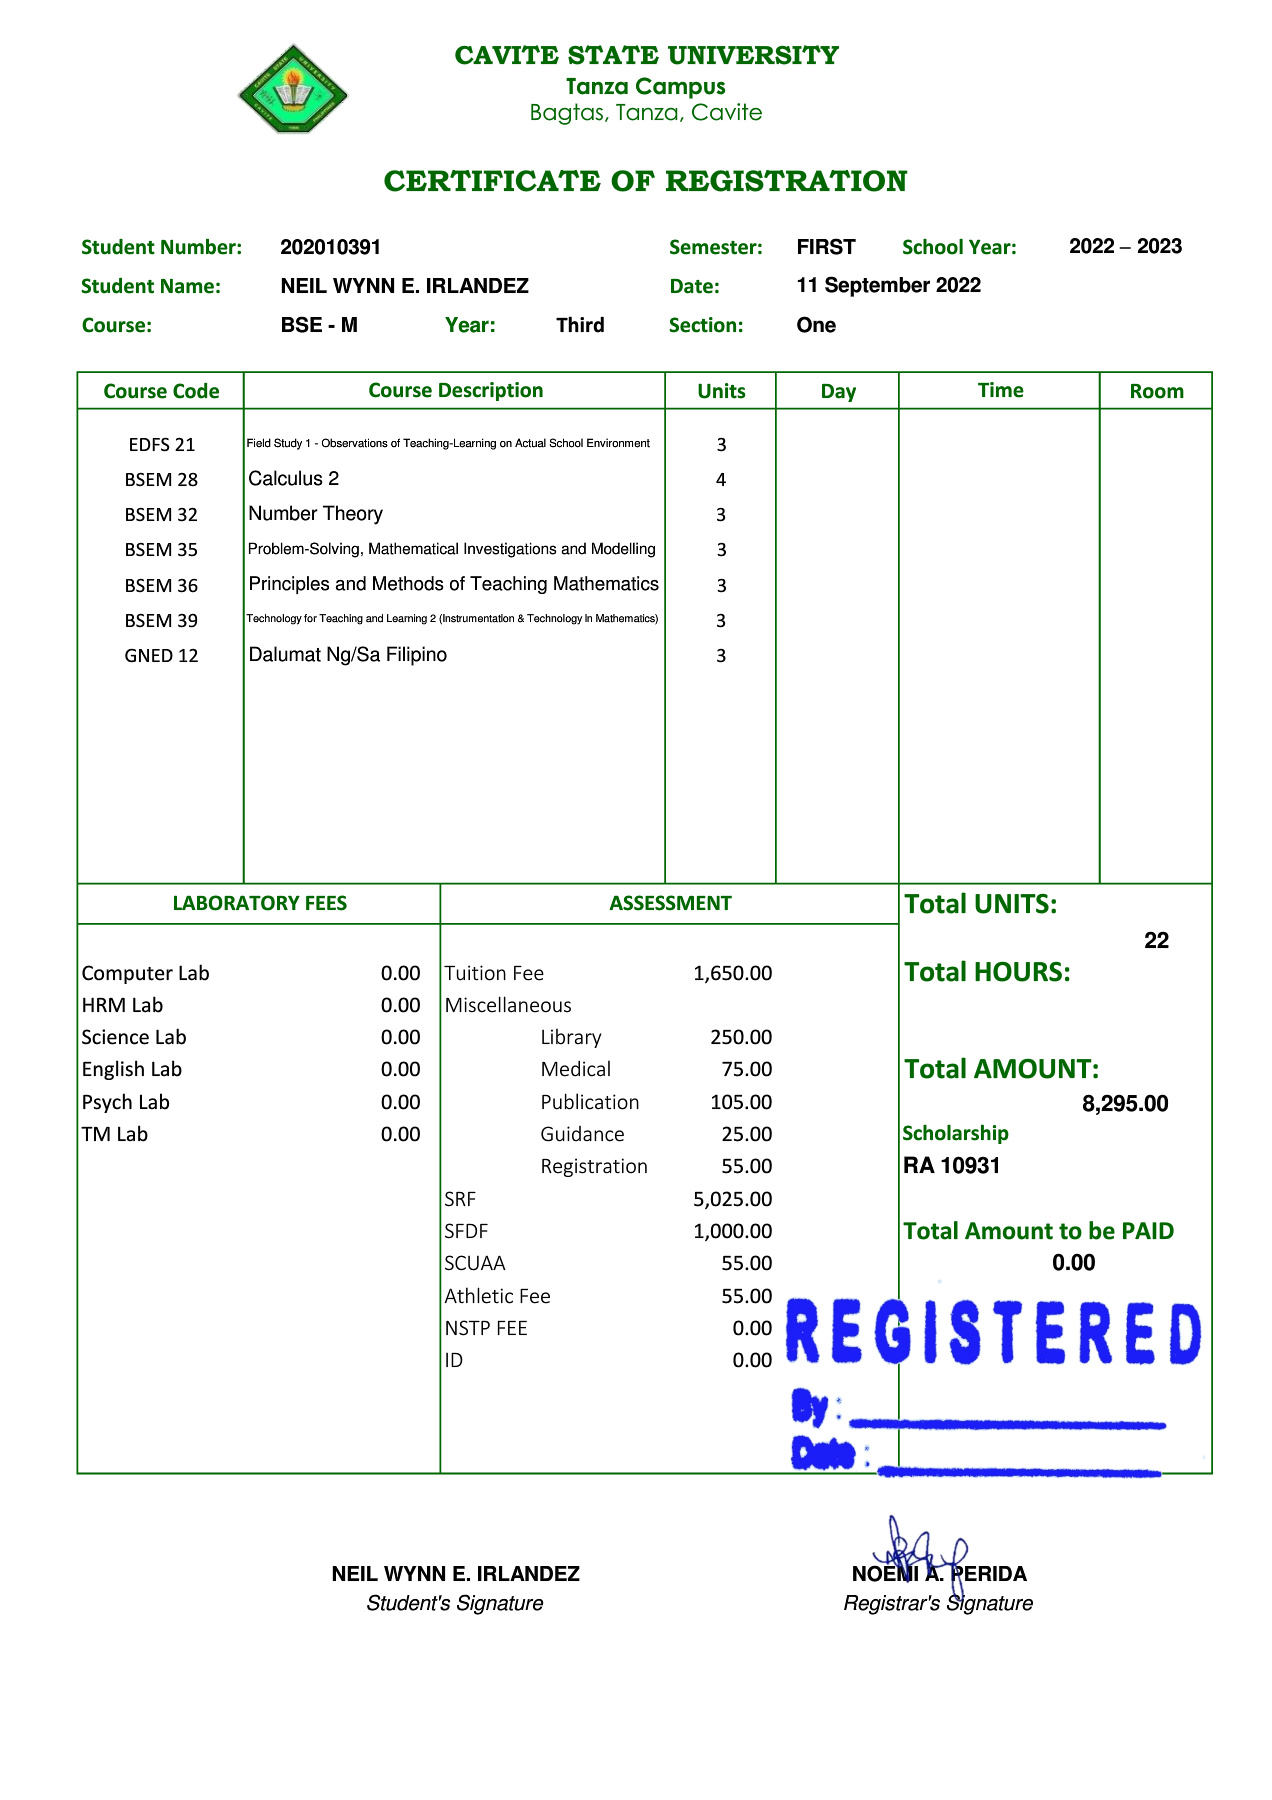 CAVITE STATE UNIVERSITY
Tanza Campus
Bagtas, Tanza, Cavite
CERTIFICATE OF REGISTRATION
Student Number: 202010391 Semester: FIRST School Year: 2022 – 2023
Student Name: NEIL WYNN E. IRLANDEZ Date: 11 September 2022
Course: BSE - M Year: Third Section: One
Course Code Course Description Units Day Time Room
EDFS 21 Field Study 1 - Observations of Teaching-Learning on Actual School Environment 3
BSEM 28 Calculus 2 4
BSEM 32 Number Theory 3
BSEM 35 Problem-Solving, Mathematical Investigations and Modelling 3
BSEM 36 Principles and Methods of Teaching Mathematics 3
BSEM 39 Technology for Teaching and Learning 2 (Instrumentation & Technology in Mathematics) 3
GNED 12 Dalumat Ng/Sa Filipino 3
LABORATORY FEES ASSESSMENT Total UNITS:
22
Computer Lab 0.00 Tuition Fee 1,650.00 Total HOURS:
HRM Lab 0.00 Miscellaneous
Science Lab 0.00 Library 250.00
English Lab 0.00 Medical 75.00 Total AMOUNT:
Psych Lab 0.00 Publication 105.00 8,295.00
TM Lab 0.00 Guidance 25.00 Scholarship
Registration 55.00 RA 10931
SRF 5,025.00
SFDF 1,000.00 Total Amount to be PAID
SCUAA 55.00 0.00
Athletic Fee 55.00
NSTP FEE 0.00 REGISTERED
ID 0.00
By :
Date :
NEIL WYNN E. IRLANDEZ NOEMI A. PERIDA
Student's Signature Registrar's Signature